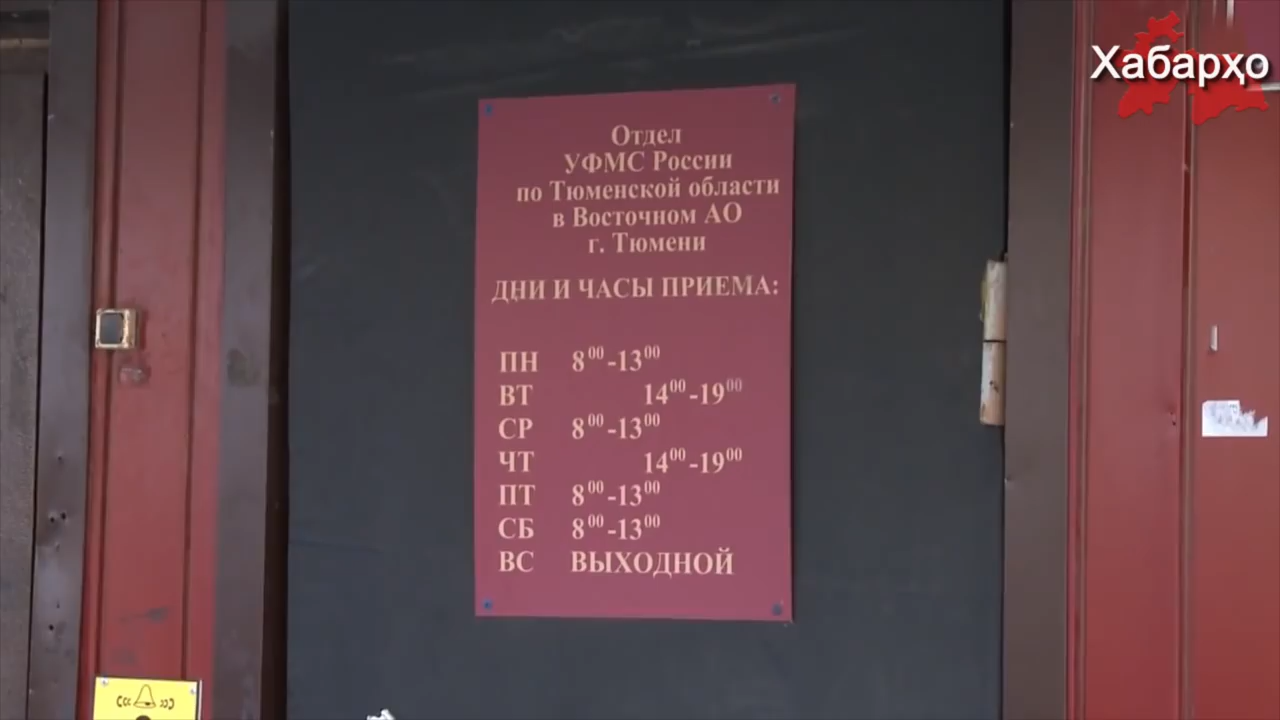 Хабарҳо
Отдел
УФМС России
по Тюменской области
в Восточном АО
г. Тюмени
ДНИ И ЧАСЫ ПРИЕМА:
ПН 8⁰⁰-13⁰⁰
ВТ 14⁰⁰-19⁰⁰
СР 8⁰⁰-13⁰⁰
ЧТ 14⁰⁰-19⁰⁰
ПТ 8⁰⁰-13⁰⁰
СБ 8⁰⁰-13⁰⁰
ВС ВЫХОДНОЙ